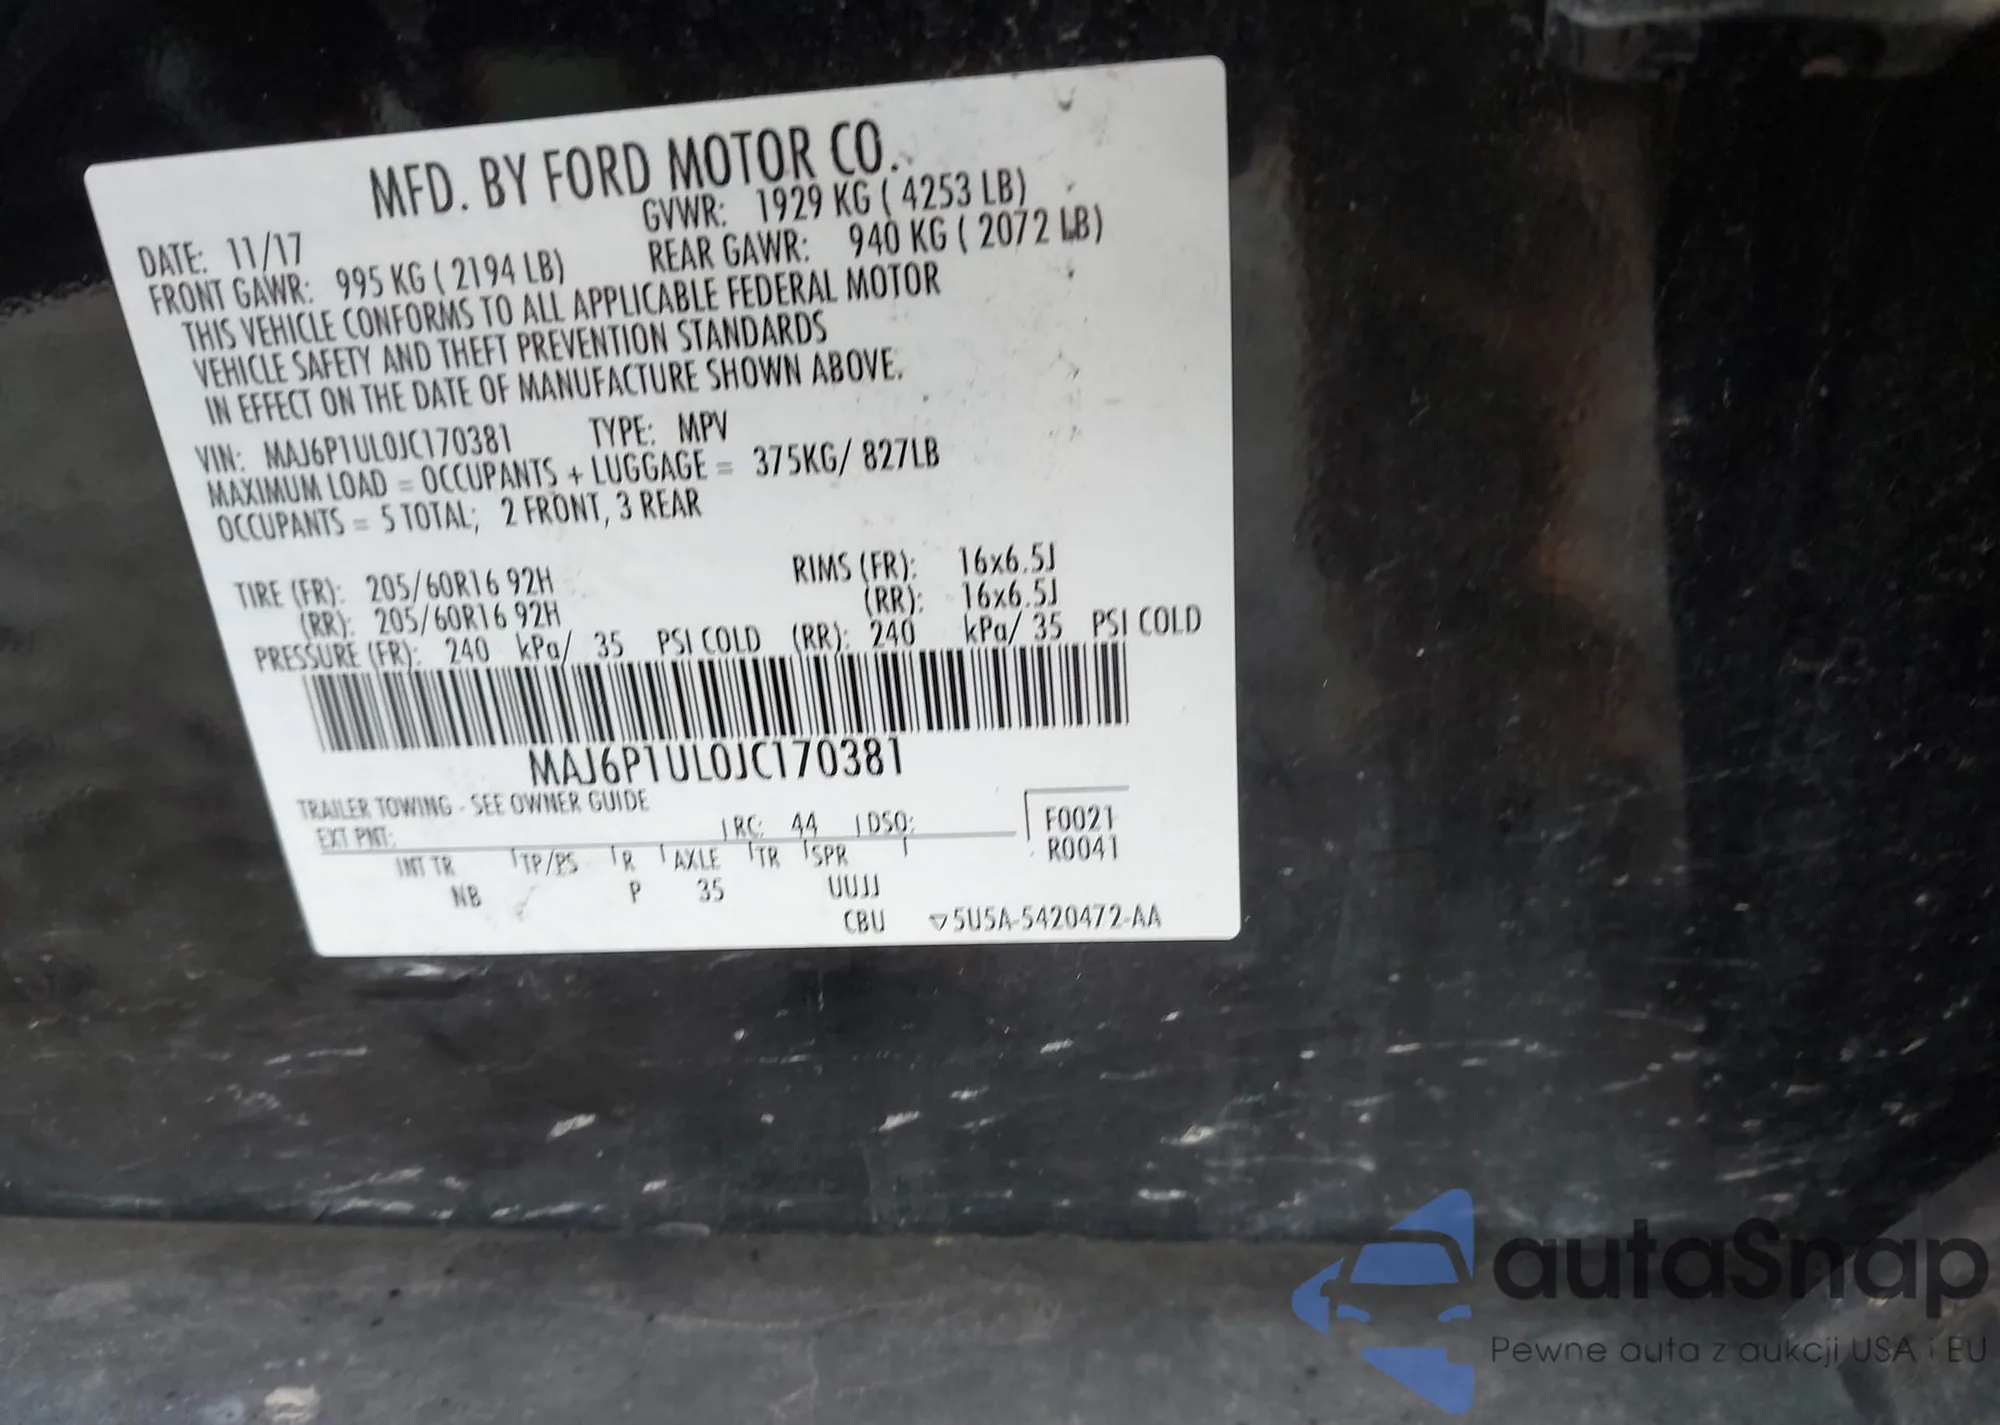 MFD. BY FORD MOTOR CO.
DATE: 11/17 GVWR: 1929 KG ( 4253 LB)
FRONT GAWR: 995 KG ( 2194 LB) REAR GAWR: 940 KG ( 2072 LB)
THIS VEHICLE CONFORMS TO ALL APPLICABLE FEDERAL MOTOR
VEHICLE SAFETY AND THEFT PREVENTION STANDARDS
IN EFFECT ON THE DATE OF MANUFACTURE SHOWN ABOVE.
VIN: MAJ6P1UL0JC170381 TYPE: MPV
MAXIMUM LOAD = OCCUPANTS + LUGGAGE = 375KG/ 827LB
OCCUPANTS = 5 TOTAL; 2 FRONT, 3 REAR
TIRE (FR): 205/60R16 92H RIMS (FR): 16x6.5J
(RR): 205/60R16 92H (RR): 16x6.5J
PRESSURE (FR): 240 kPa/ 35 PSI COLD (RR): 240 kPa/ 35 PSI COLD
MAJ6P1UL0JC170381
TRAILER TOWING - SEE OWNER GUIDE
EXT PNT: RC: 44 DSO: F0021
R0041
INT TR TP/PS R AXLE TR SPR
NB P 35 UUJJ
CBU ▽5U5A-5420472-AA
autaSnap
Pewne auta z aukcji USA i EU